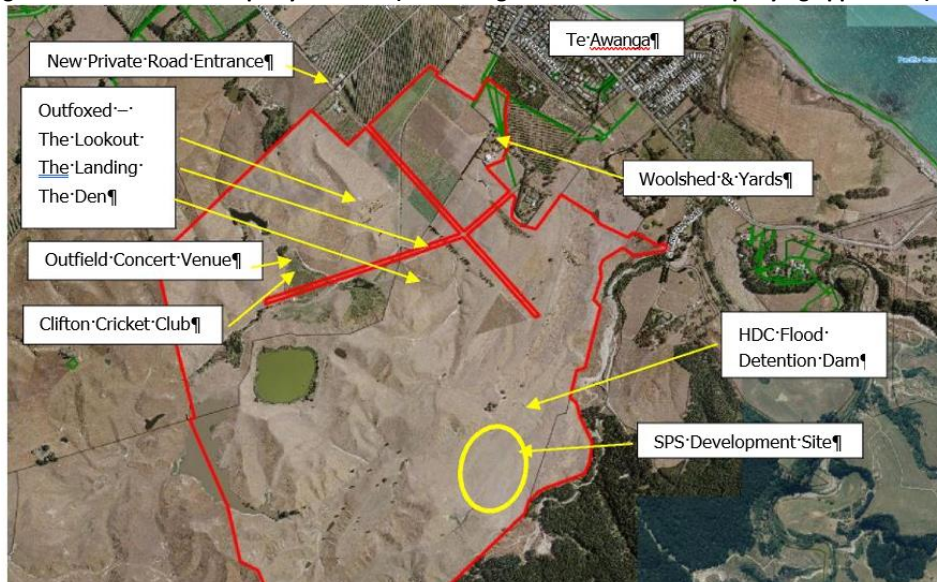 Te·Awanga¶
Pacific
New·Private·Road·Entrance¶
Outfoxed·–·
The·Lookout·
The·Landing·
The·Den¶
Woolshed·&·Yards¶
Outfield·Concert·Venue¶
Clifton·Cricket·Club¶
HDC·Flood·
Detention·Dam¶
SPS·Development·Site¶